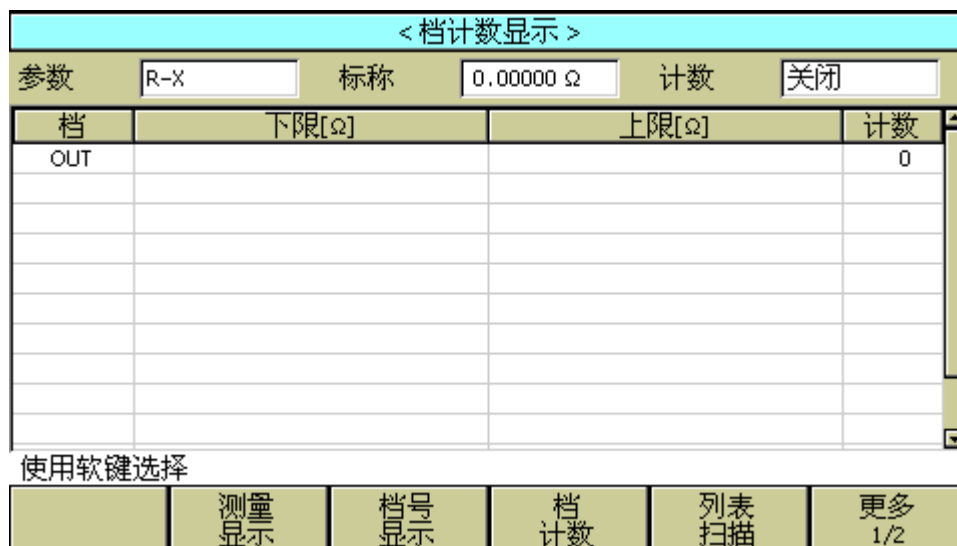 <档计数显示>
参数 R-X 标称 0.00000 Ω 计数 关闭
档 下限[Ω] 上限[Ω] 计数
OUT 0
使用软键选择
测量 档号 档 列表 更多
显示 显示 计数 扫描 1/2